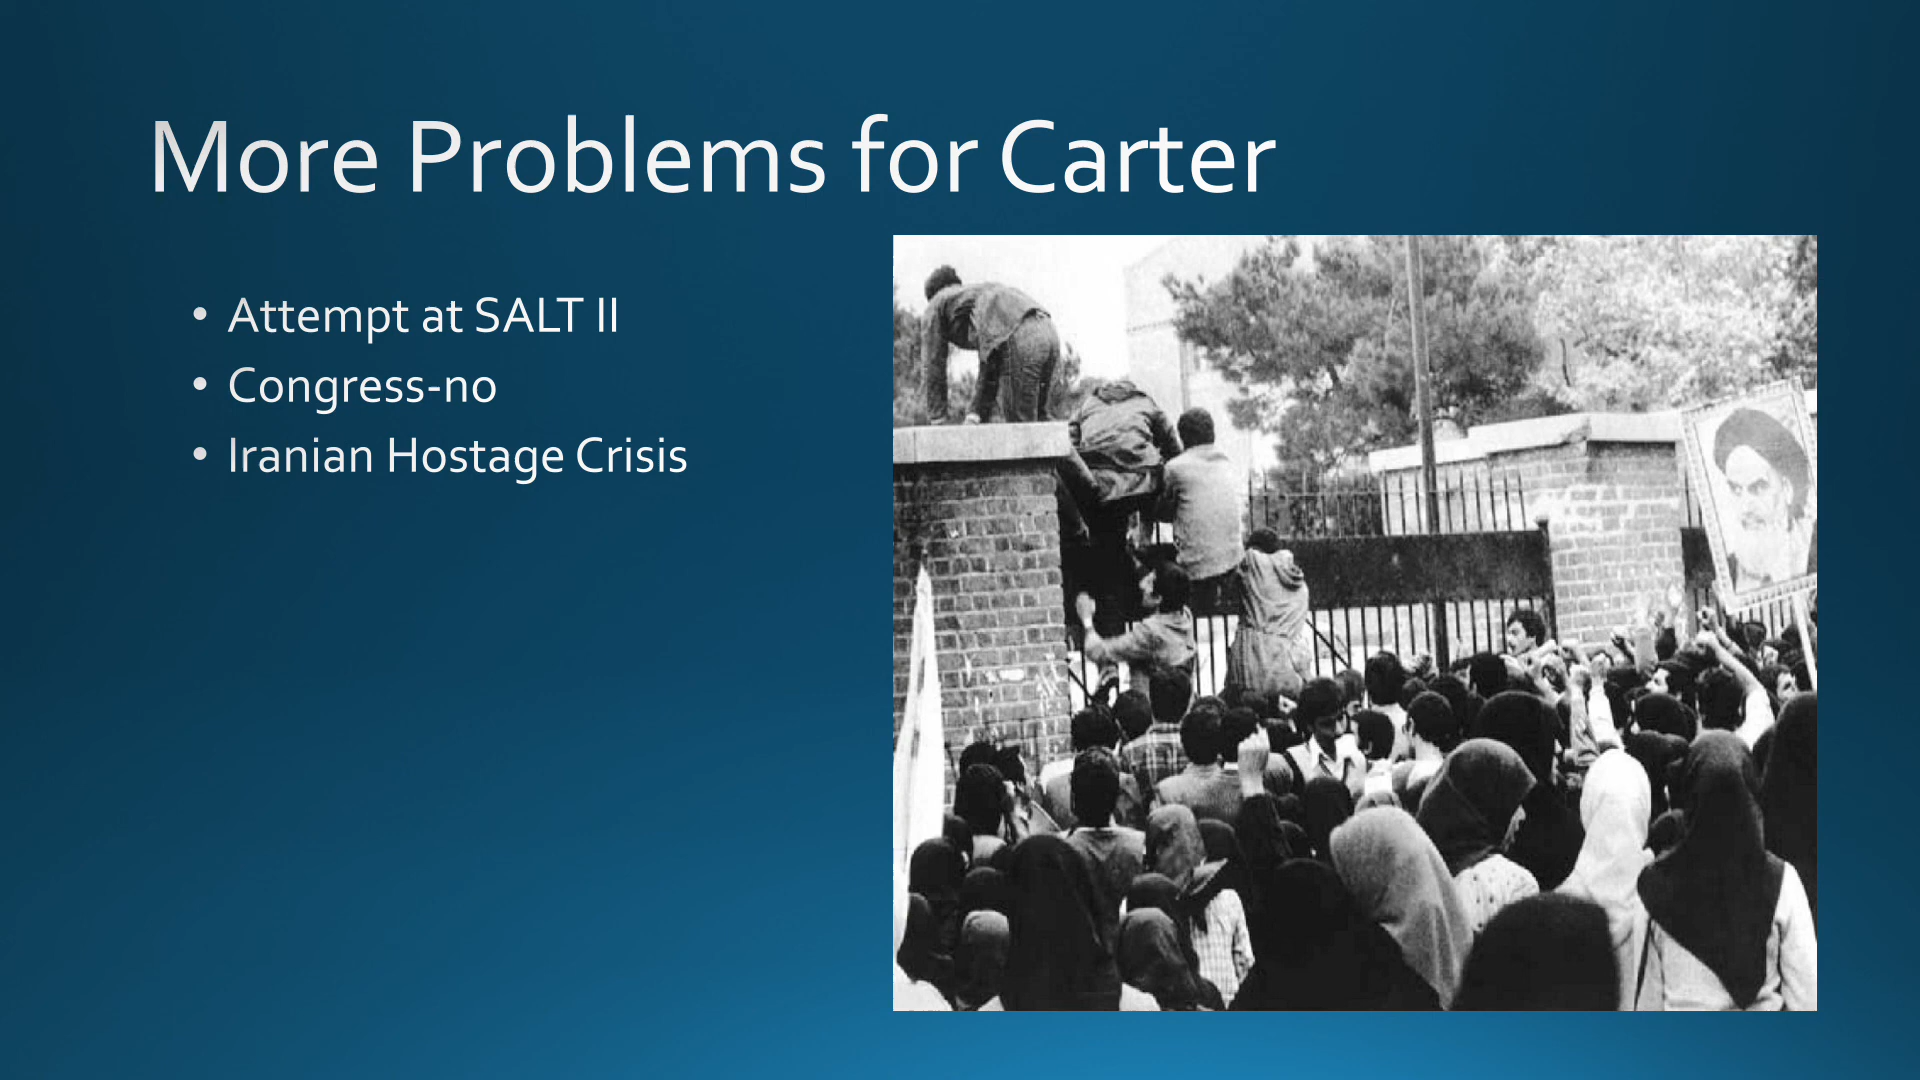 More Problems for Carter
• Attempt at SALT II
• Congress-no
• Iranian Hostage Crisis